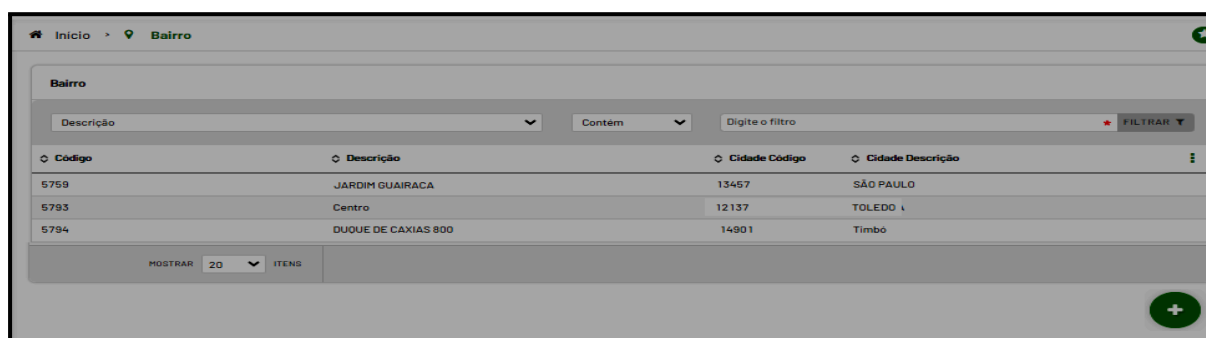 Início > Bairro
Bairro
Descrição Contém Digite o filtro * FILTRAR
Código Descrição Cidade Código Cidade Descrição
5759 JARDIM GUAIRACA 13457 SÃO PAULO
5793 Centro 12137 TOLEDO
5794 DUQUE DE CAXIAS 800 14901 Timbó
MOSTRAR 20 ITENS